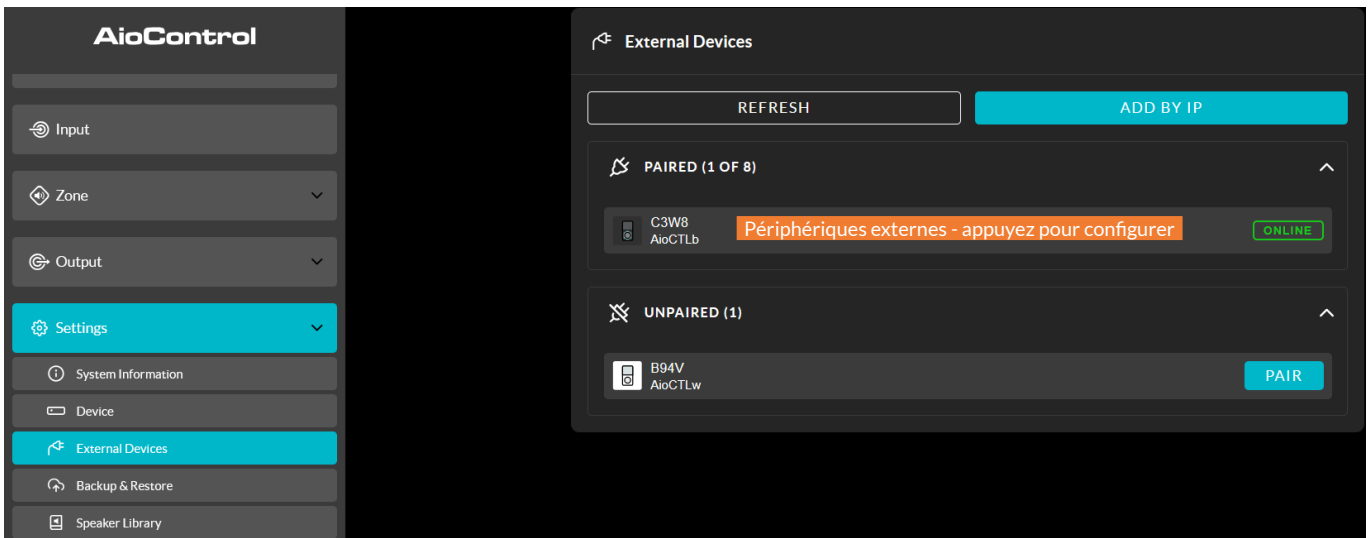 AioControl
Input
Zone
Output
Settings
System Information
Device
External Devices
Backup & Restore
Speaker Library
External Devices
REFRESH
ADD BY IP
PAIRED (1 OF 8)
C3W8
AioCTLb
Périphériques externes - appuyez pour configurer
ONLINE
UNPAIRED (1)
B94V
AioCTLw
PAIR